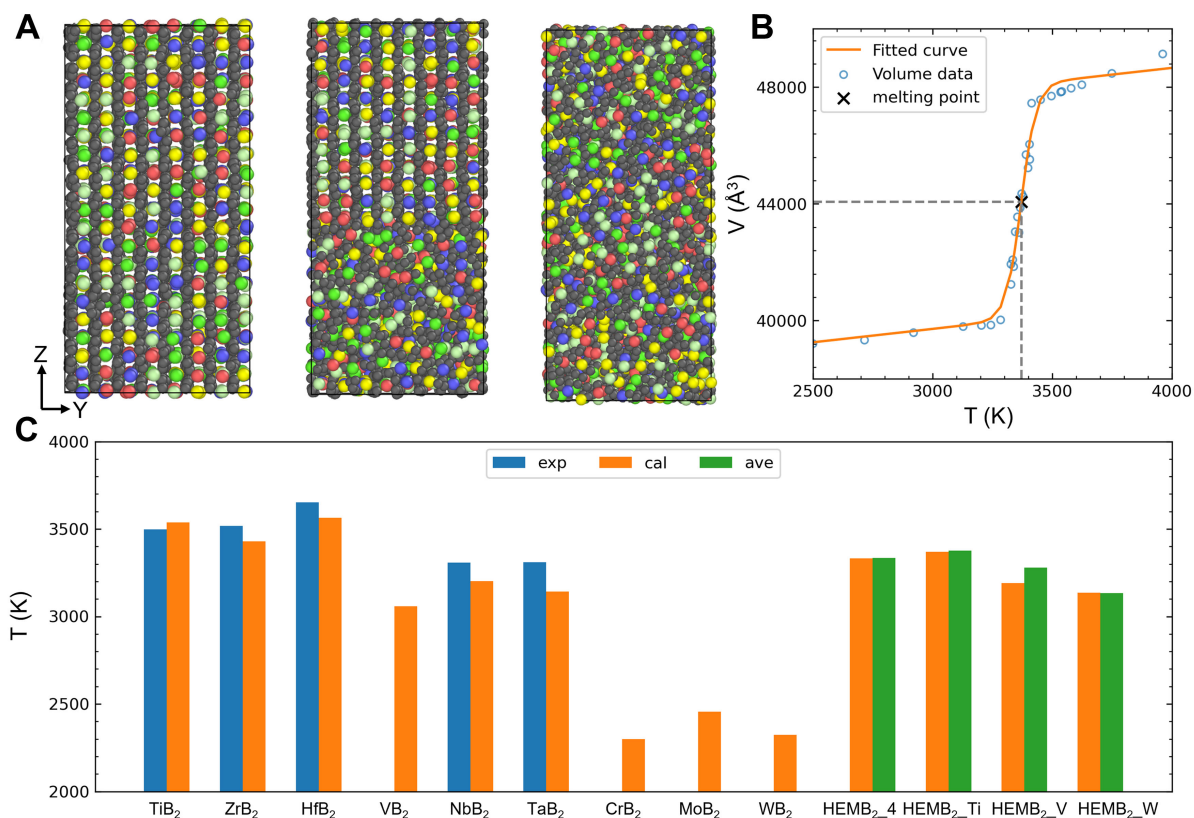 A
Z
Y
B
Fitted curve
Volume data
melting point
V (Å³)
48000
44000
40000
2500 3000 3500 4000
T (K)
C
exp cal ave
T (K)
4000
3500
3000
2500
2000
TiB₂ ZrB₂ HfB₂ VB₂ NbB₂ TaB₂ CrB₂ MoB₂ WB₂ HEMB₂_4 HEMB₂_Ti HEMB₂_V HEMB₂_W